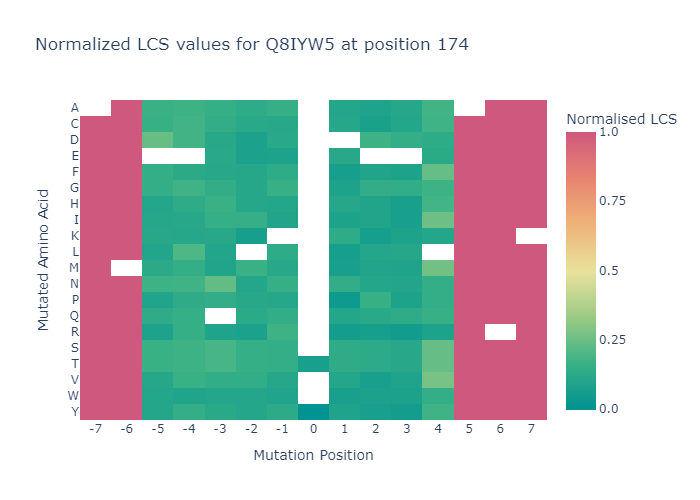 Normalized LCS values for Q8IYW5 at position 174
Normalised LCS
Mutated Amino Acid
A
C
D
E
F
G
H
I
K
L
M
N
P
Q
R
S
T
V
W
Y
1.0
0.75
0.5
0.25
0.0
-7 -6 -5 -4 -3 -2 -1 0 1 2 3 4 5 6 7
Mutation Position